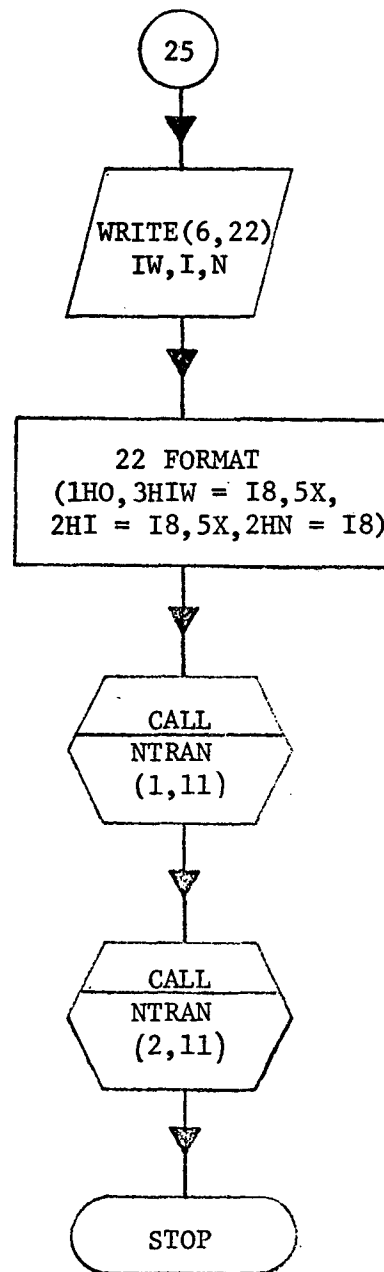 25
WRITE(6,22)
IW,I,N
22 FORMAT
(1HO,3HIW = I8,5X,
2HI = I8,5X,2HN = I8)
CALL
NTRAN
(1,11)
CALL
NTRAN
(2,11)
STOP